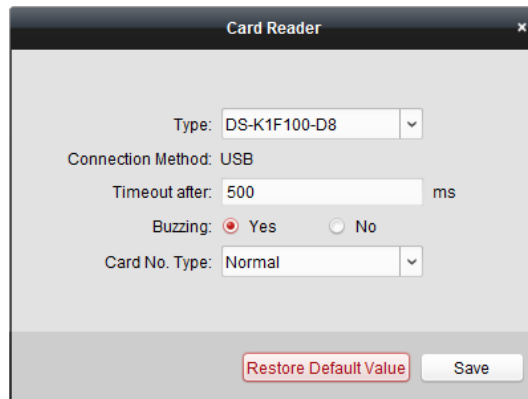 Card Reader ×
Type: DS-K1F100-D8
Connection Method: USB
Timeout after: 500 ms
Buzzing: Yes No
Card No. Type: Normal
Restore Default Value Save